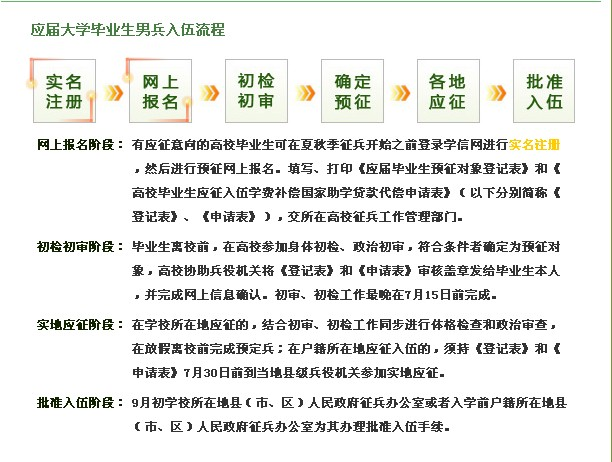 应届大学毕业生男兵入伍流程
实名 网上 初检 确定 各地 批准
注册 报名 初审 预征 应征 入伍
网上报名阶段： 有应征意向的高校毕业生可在夏秋季征兵开始之前登录学信网进行实名注册
，然后进行预征网上报名。填写、打印《应届毕业生预征对象登记表》和《
高校毕业生应征入伍学费补偿国家助学贷款代偿申请表》（以下分别简称《
登记表》、《申请表》），交所在高校征兵工作管理部门。
初检初审阶段： 毕业生离校前，在高校参加身体初检、政治初审，符合条件者确定为预征对
象，高校协助兵役机关将《登记表》和《申请表》审核盖章发给毕业生本人
，并完成网上信息确认。初审、初检工作最晚在7月15日前完成。
实地应征阶段： 在学校所在地应征的，结合初审、初检工作同步进行体格检查和政治审查，
在放假离校前完成预定兵；在户籍所在地应征入伍的，须持《登记表》和《
申请表》7月30日前到当地县级兵役机关参加实地应征。
批准入伍阶段： 9月初学校所在地县（市、区）人民政府征兵办公室或者入学前户籍所在地县
（市、区）人民政府征兵办公室为其办理批准入伍手续。